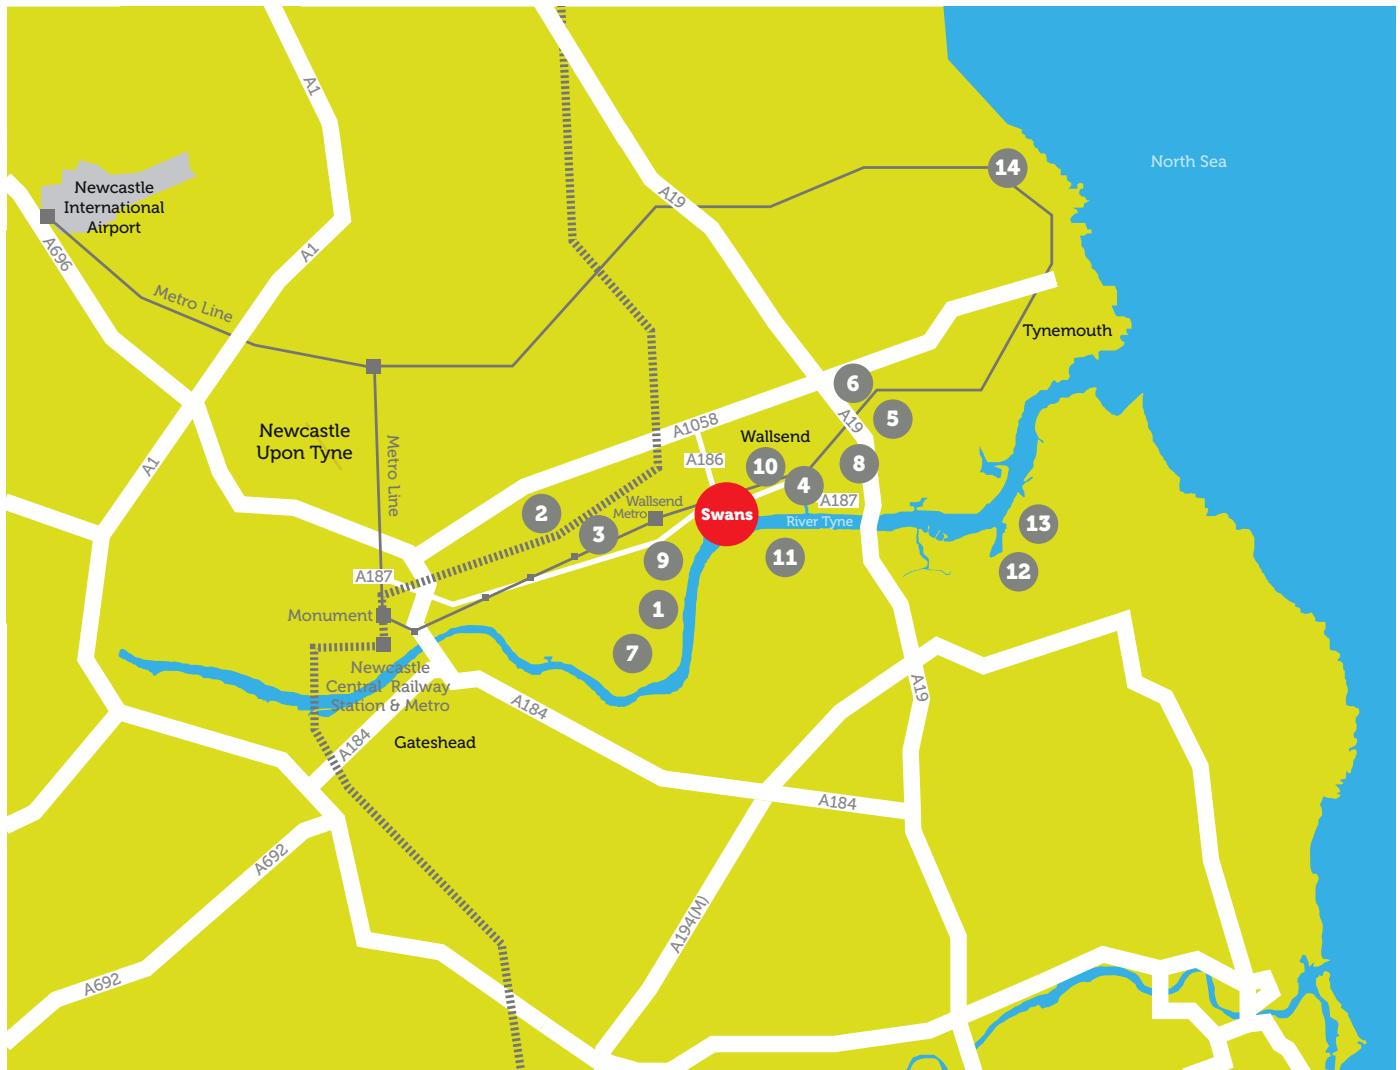 A1
North Sea
14
Newcastle
International
Airport
A19
A696
A1
Metro Line
Tynemouth
6
A19
5
A1058
Newcastle
Upon Tyne
Wallsend
A1
Metro Line
A186
10
8
4
Wallsend
Metro
A187
2
Swans
River Tyne
13
3
9
11
12
A187
1
Monument
7
Newcastle
Central Railway
Station & Metro
A19
A184
A184
Gateshead
A184
A692
A194(M)
A692